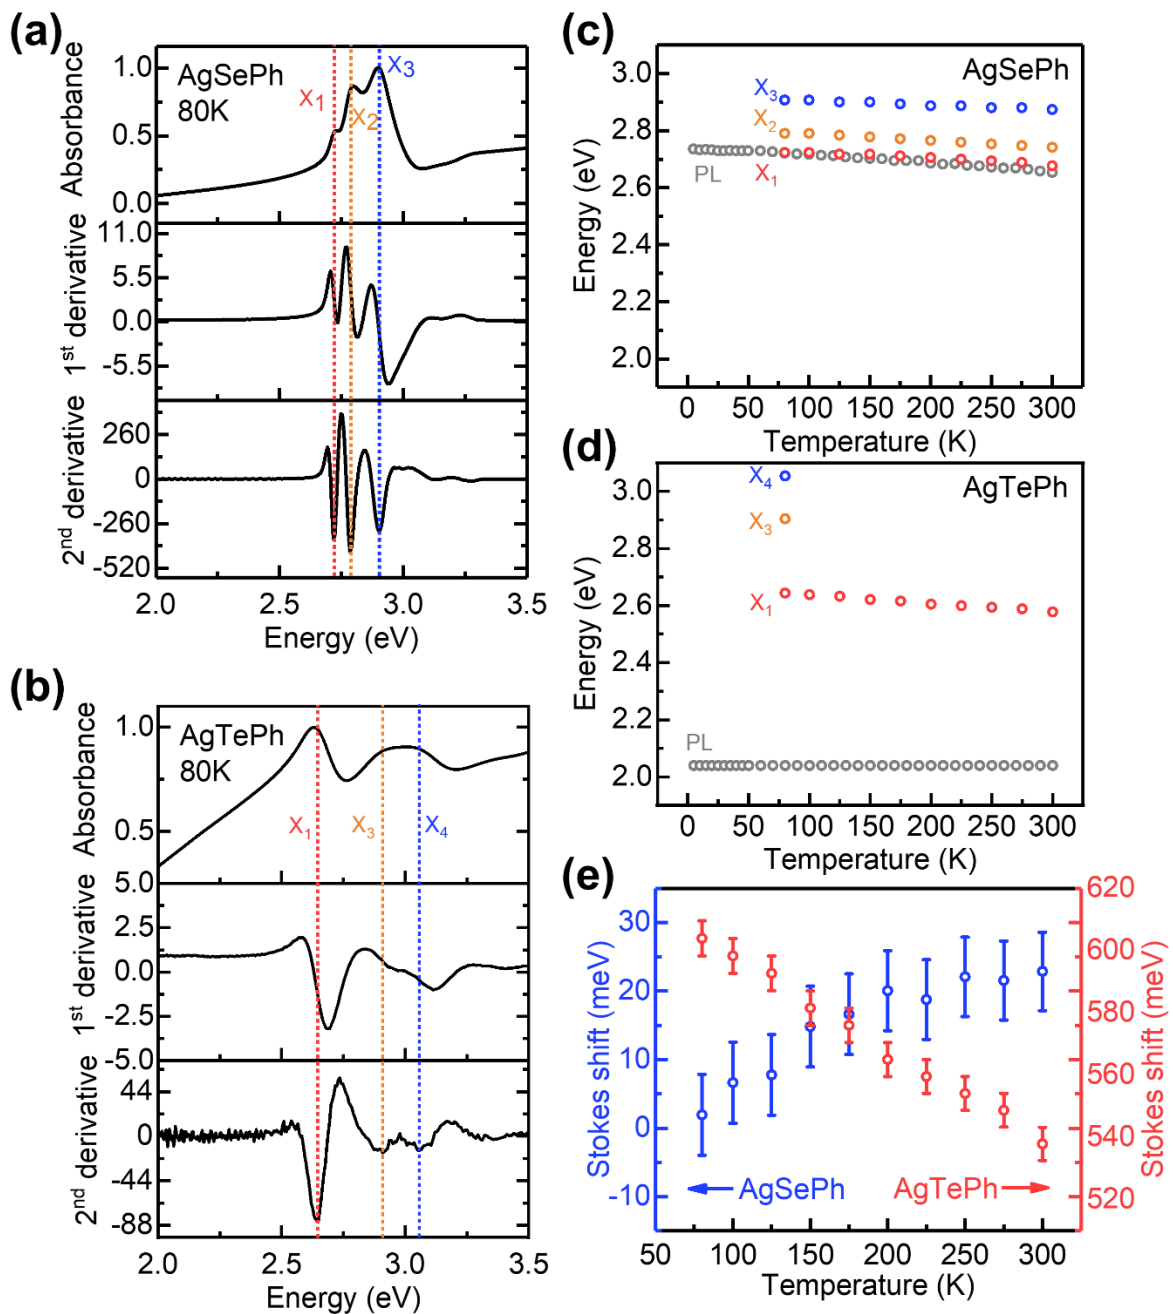 (a)
AgSePh
80K
X1
X2
X3
Absorbance
1.0
0.5
0.0
1st derivative
11.0
5.5
0.0
-5.5
2nd derivative
260
0
-260
-520
2.0 2.5 3.0 3.5
Energy (eV)
(b)
AgTePh
80K
X1
X3
X4
Absorbance
1.0
0.5
1st derivative
5.0
2.5
0.0
-2.5
-5.0
2nd derivative
44
0
-44
-88
2.0 2.5 3.0 3.5
Energy (eV)
(c)
AgSePh
X3
X2
PL
X1
Energy (eV)
3.0
2.8
2.6
2.4
2.2
2.0
0 50 100 150 200 250 300
Temperature (K)
(d)
AgTePh
X4
X3
X1
PL
Energy (eV)
3.0
2.8
2.6
2.4
2.2
2.0
0 50 100 150 200 250 300
Temperature (K)
(e)
Stokes shift (meV)
30
20
10
0
-10
AgSePh
AgTePh
620
600
580
560
540
520
Stokes shift (meV)
50 100 150 200 250 300
Temperature (K)